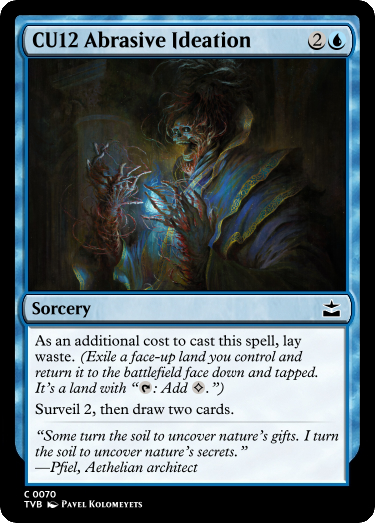 CU12 Abrasive Ideation 2
Sorcery
As an additional cost to cast this spell, lay
waste. (Exile a face-up land you control and
return it to the battlefield face down and tapped.
It's a land with “: Add .”)
Surveil 2, then draw two cards.
“Some turn the soil to uncover nature's gifts. I turn
the soil to uncover nature's secrets.”
—Pfiel, Aethelian architect
C 0070
TVB Pavel Kolomeyets